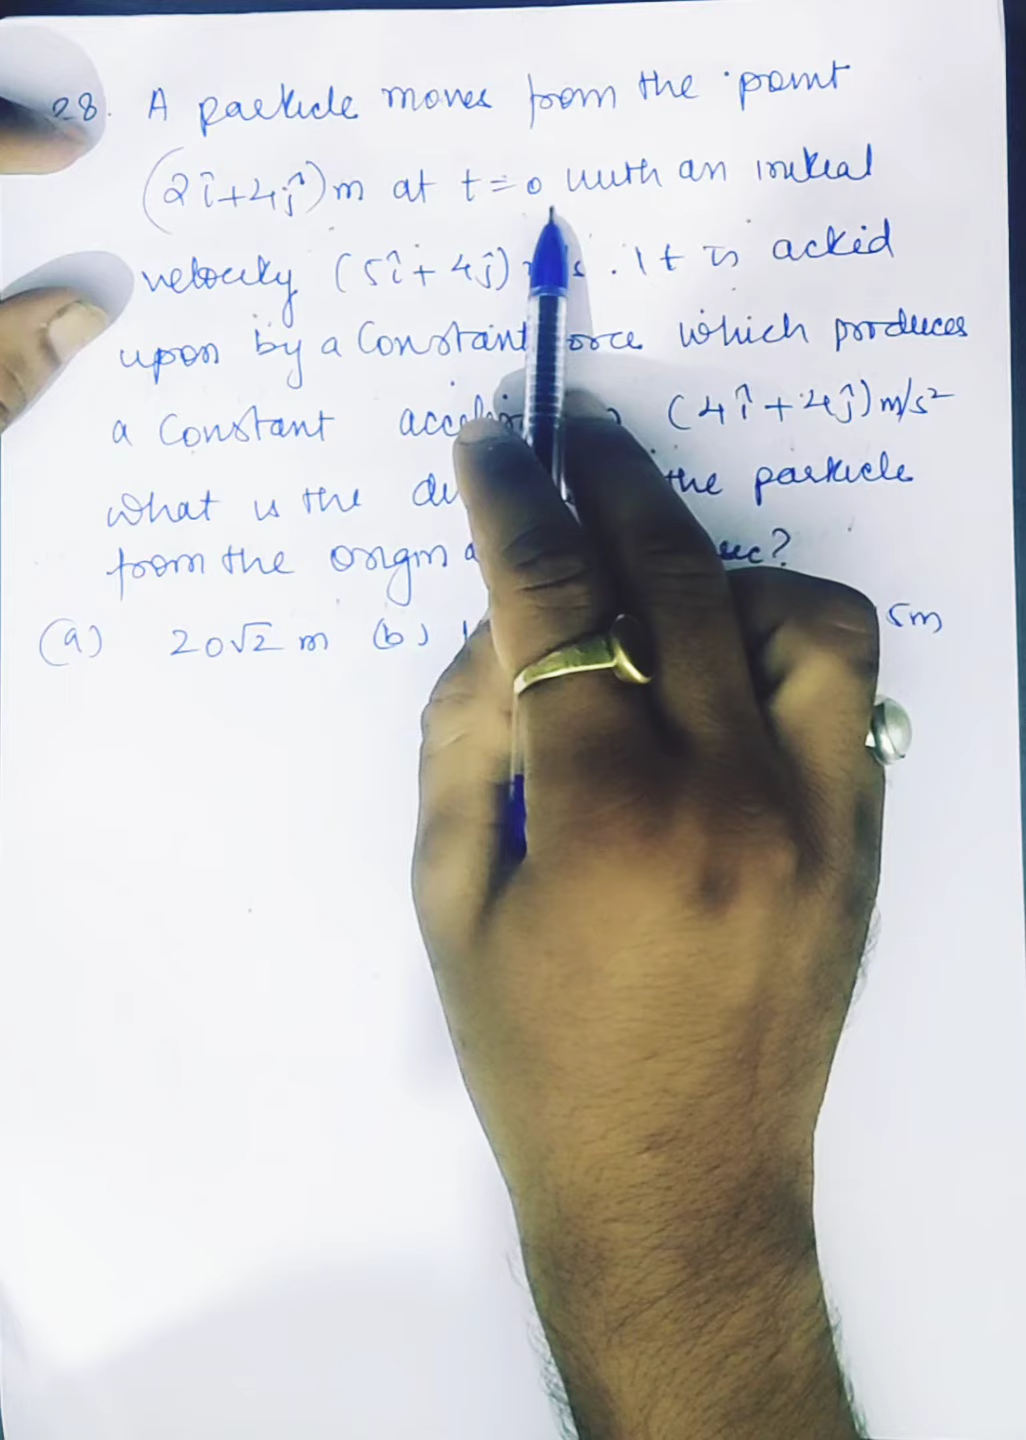 28. A particle moves from the point
(2î+4ĵ)m at t=0 with an initial
velocity (5î+4ĵ) . It is acted
upon by a Constant which produces
a Constant (4î+4ĵ)m/s²
what is the the particle
from the origin
(a) 20√2 m (b) 5m